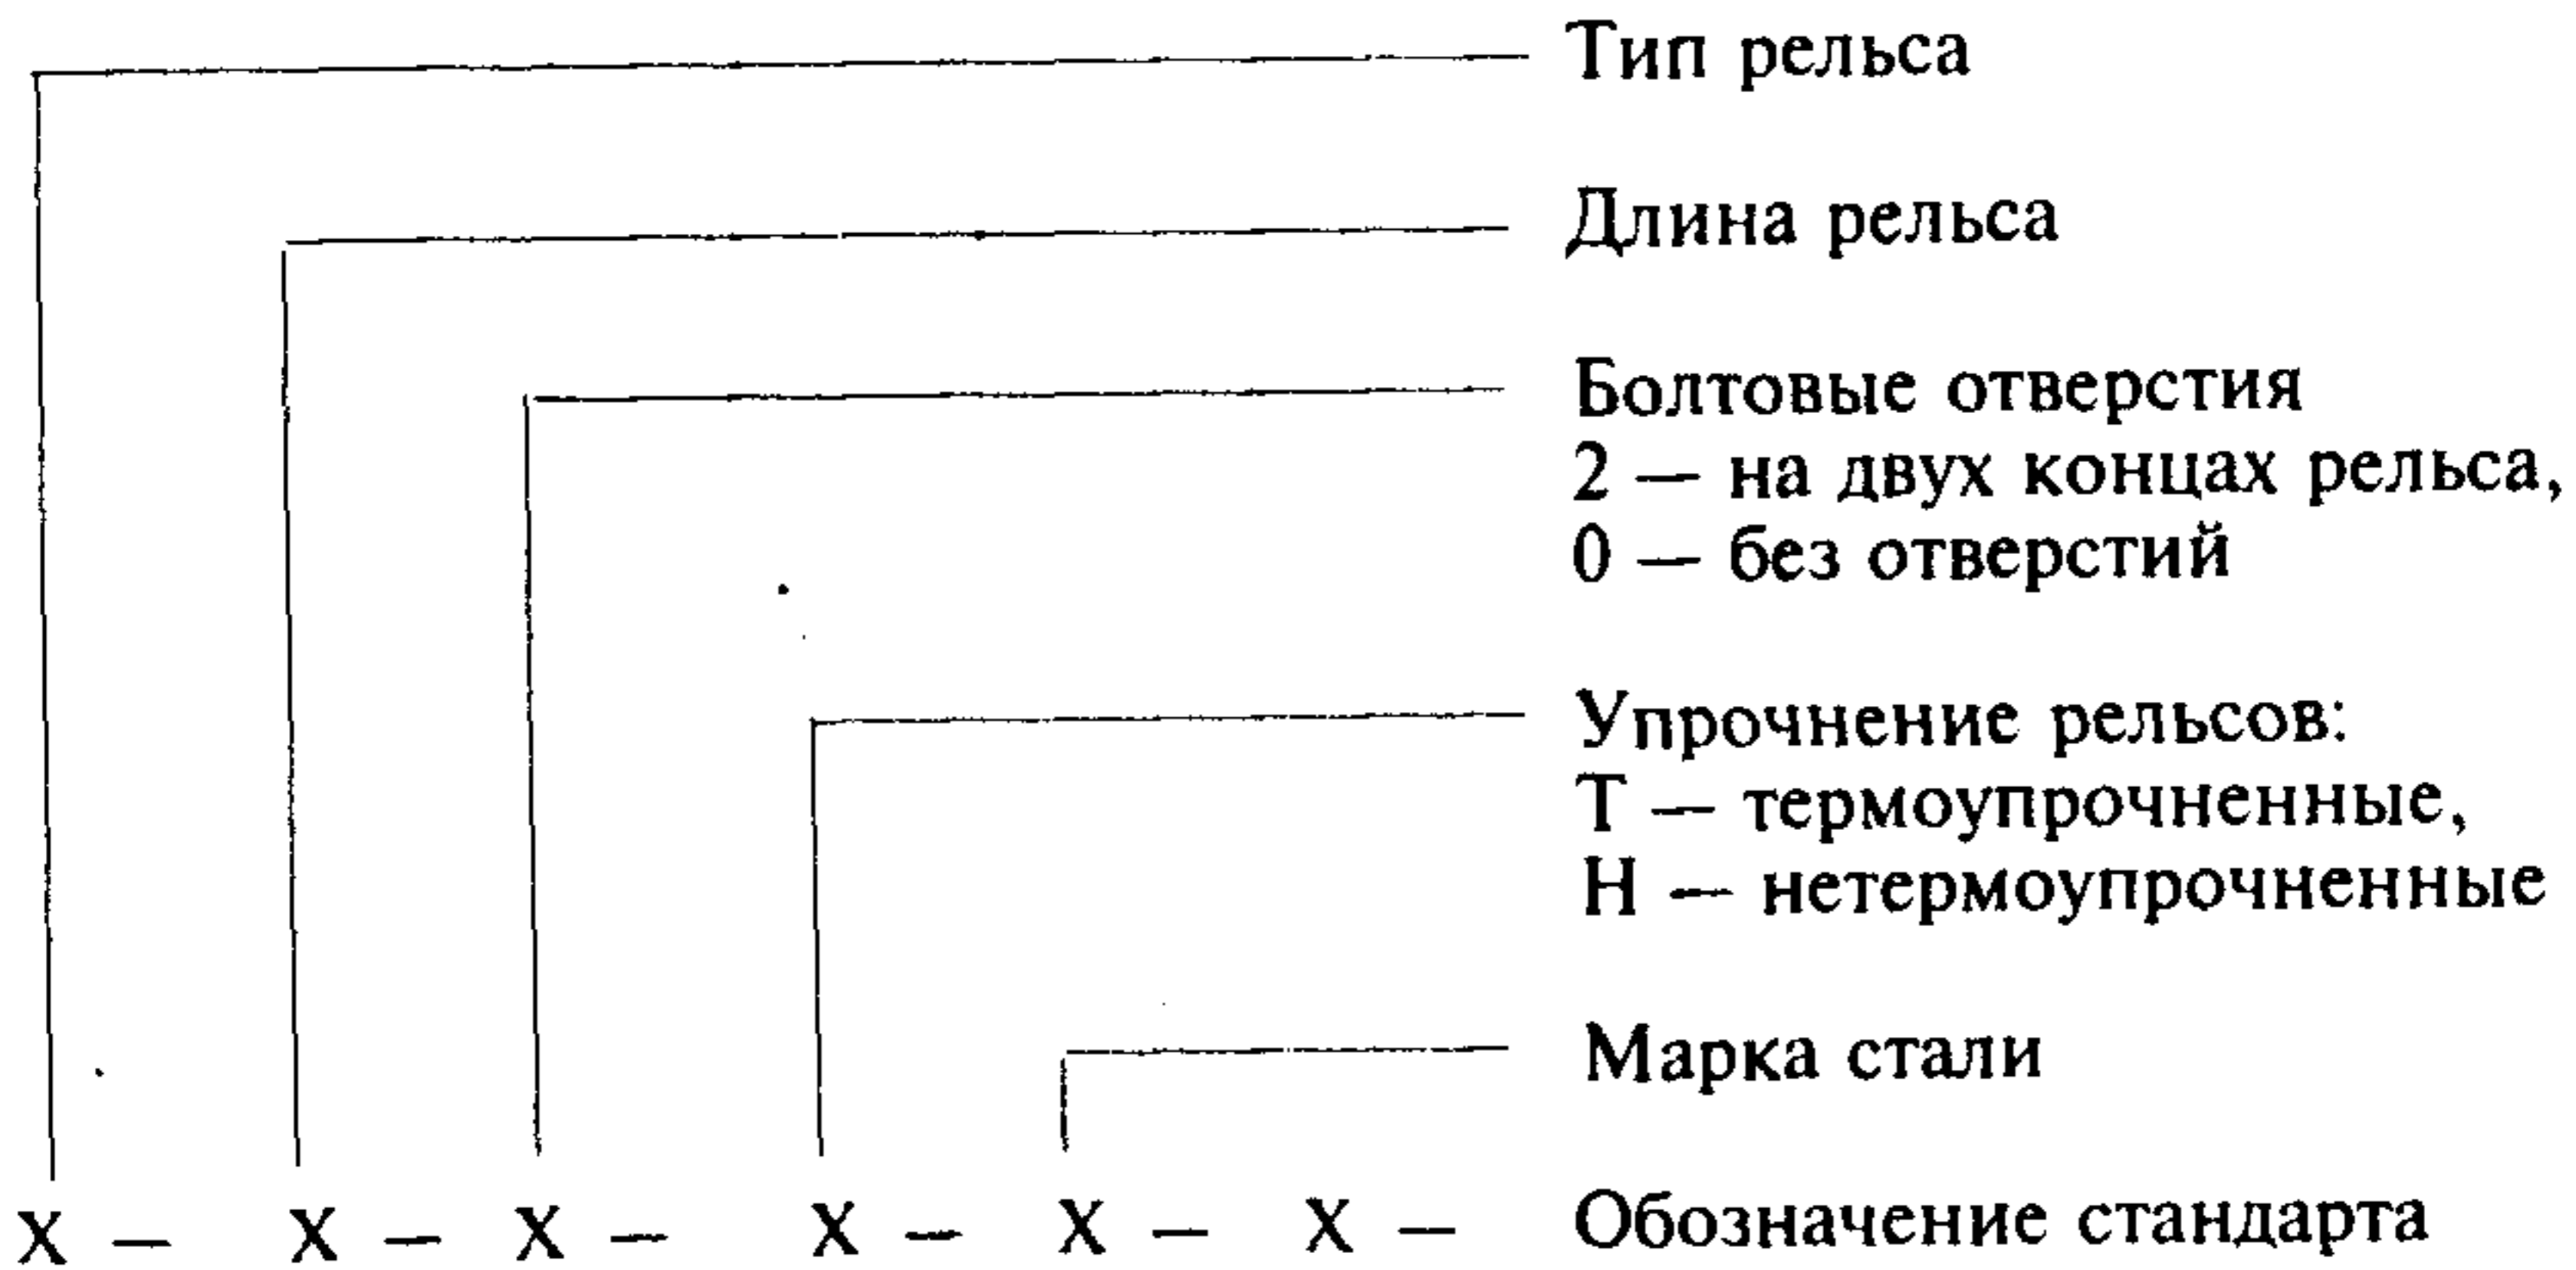 Тип рельса
Длина рельса
Болтовые отверстия
2 — на двух концах рельса,
0 — без отверстий
Упрочнение рельсов:
Т — термоупрочненные,
Н — нетермоупрочненные
Марка стали
Х — Х — Х — Х — Х — Х — Обозначение стандарта